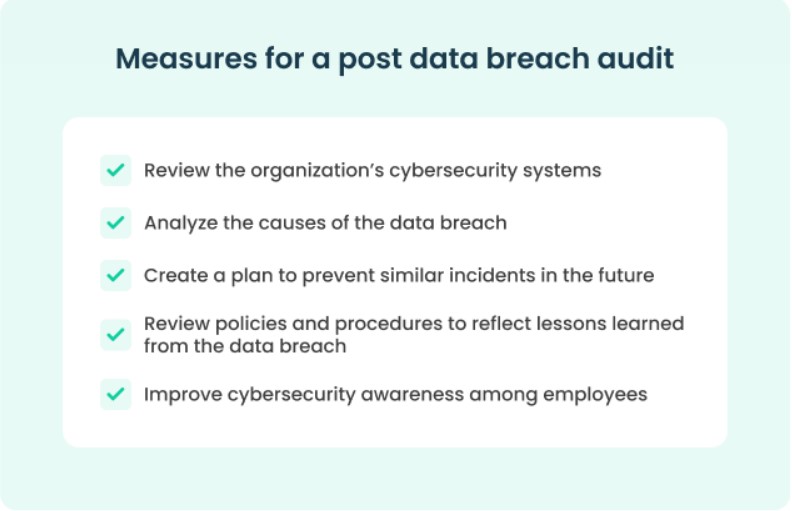 Measures for a post data breach audit
Review the organization’s cybersecurity systems
Analyze the causes of the data breach
Create a plan to prevent similar incidents in the future
Review policies and procedures to reflect lessons learned
from the data breach
Improve cybersecurity awareness among employees